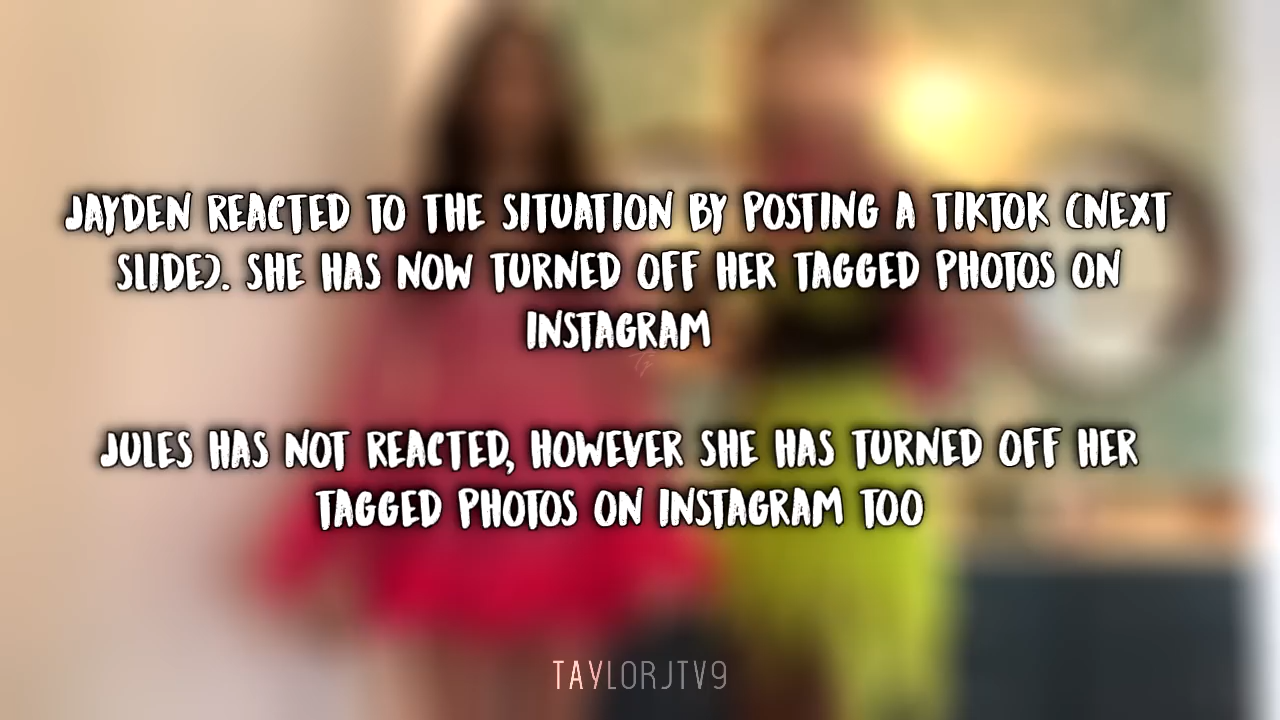 JAYDEN REACTED TO THE SITUATION BY POSTING A TIKTOK (NEXT
SLIDE). SHE HAS NOW TURNED OFF HER TAGGED PHOTOS ON
INSTAGRAM
JULES HAS NOT REACTED, HOWEVER SHE HAS TURNED OFF HER
TAGGED PHOTOS ON INSTAGRAM TOO
TAYLORJTV9